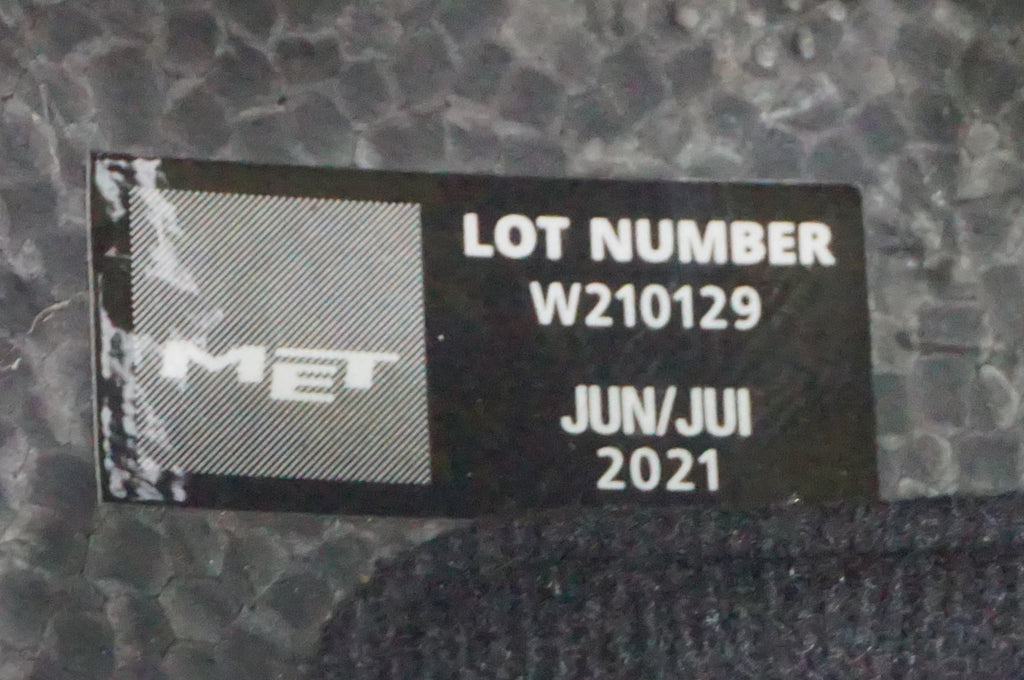 MET
LOT NUMBER
W210129
JUN/JUI
2021